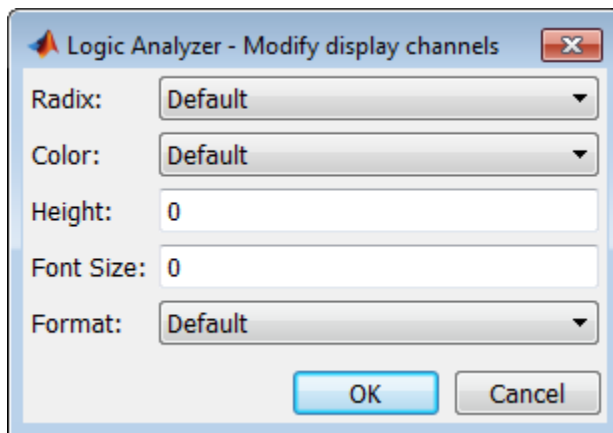 Logic Analyzer - Modify display channels
Radix: Default
Color: Default
Height: 0
Font Size: 0
Format: Default
OK Cancel